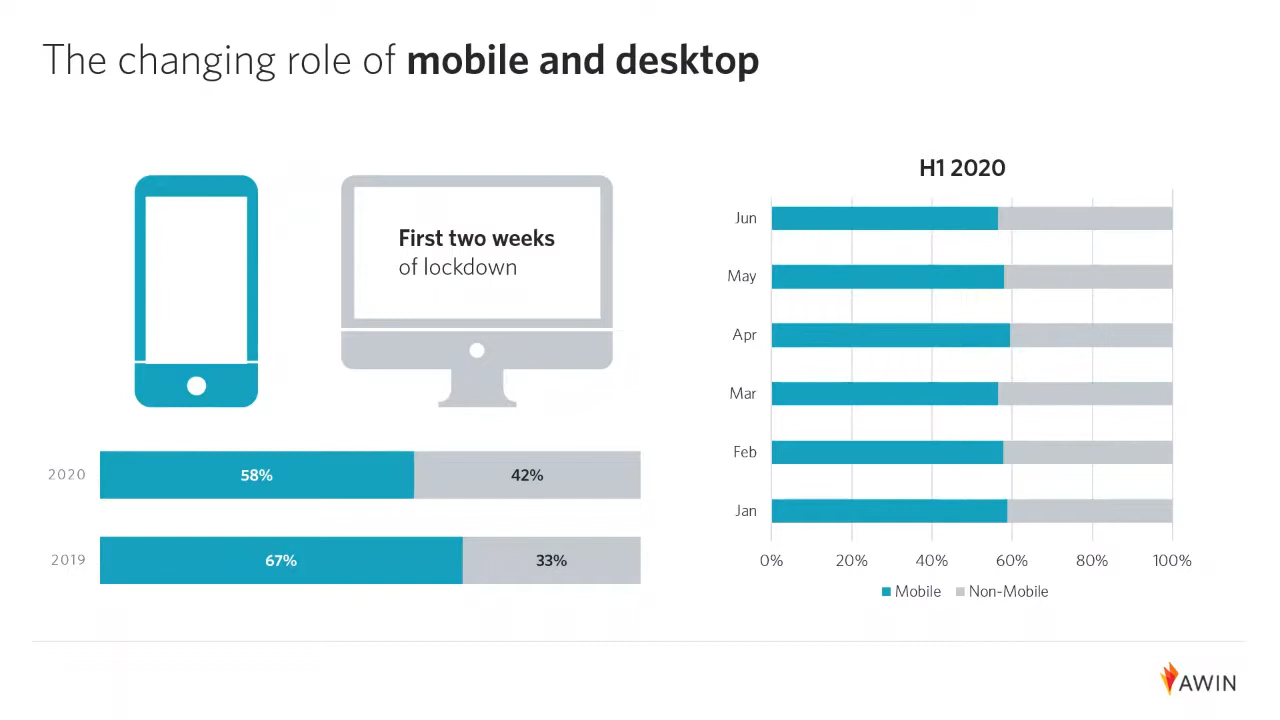 The changing role of mobile and desktop
First two weeks
of lockdown
2020
58%
42%
2019
67%
33%
H1 2020
Jun
May
Apr
Mar
Feb
Jan
0% 20% 40% 60% 80% 100%
Mobile Non-Mobile
AWIN